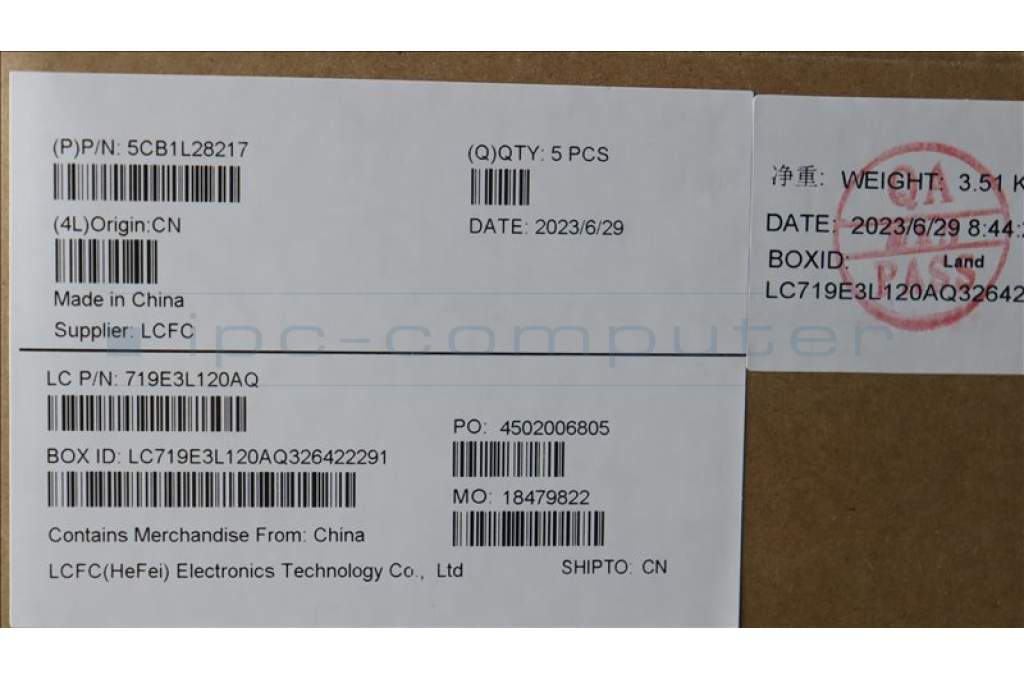 (P)P/N: 5CB1L28217
(Q)QTY: 5 PCS
(4L)Origin:CN
DATE: 2023/6/29
Made in China
Supplier: LCFC
LC P/N: 719E3L120AQ
PO: 4502006805
BOX ID: LC719E3L120AQ326422291
MO: 18479822
Contains Merchandise From: China
LCFC(HeFei) Electronics Technology Co., Ltd
SHIPTO: CN
净重: WEIGHT: 3.51 K
DATE: 2023/6/29 8:44:
BOXID: Land
LC719E3L120AQ32642
QA
PASS
ipc-computer